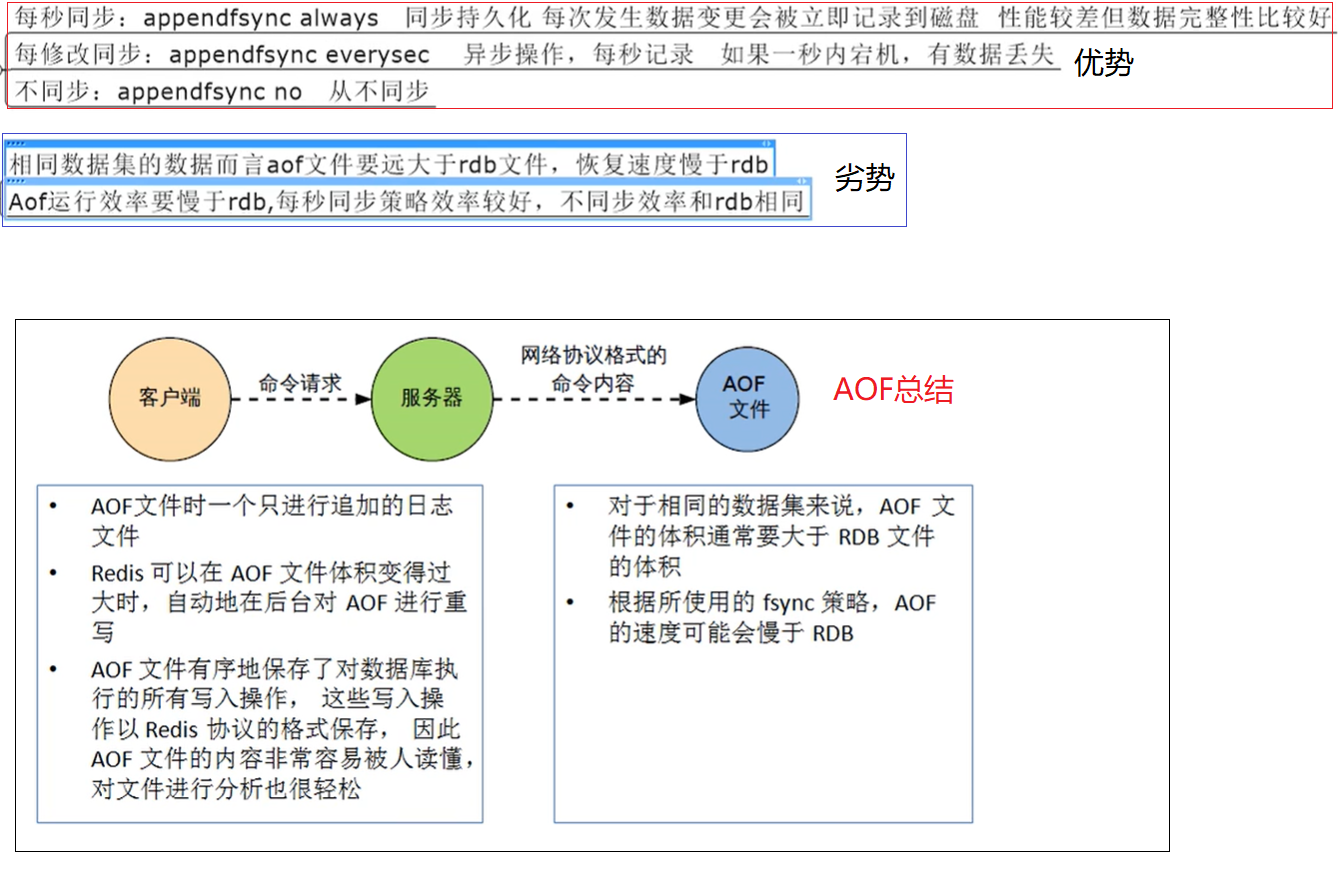 每秒同步：appendfsync always 同步持久化 每次发生数据变更会被立即记录到磁盘 性能较差但数据完整性比较好
每修改同步：appendfsync everysec 异步操作，每秒记录 如果一秒内宕机，有数据丢失
优势
不同步：appendfsync no 从不同步
相同数据集的数据而言aof文件要远大于rdb文件，恢复速度慢于rdb
劣势
Aof运行效率要慢于rdb,每秒同步策略效率较好，不同步效率和rdb相同
客户端
命令请求
服务器
网络协议格式的
命令内容
AOF
文件
AOF总结
• AOF文件时一个只进行追加的日志
文件
• Redis 可以在 AOF 文件体积变得过
大时，自动地在后台对 AOF 进行重
写
• AOF 文件有序地保存了对数据库执
行的所有写入操作， 这些写入操
作以 Redis 协议的格式保存， 因此
AOF 文件的内容非常容易被人读懂，
对文件进行分析也很轻松
• 对于相同的数据集来说，AOF 文
件的体积通常要大于 RDB 文件
的体积
• 根据所使用的 fsync 策略，AOF
的速度可能会慢于 RDB